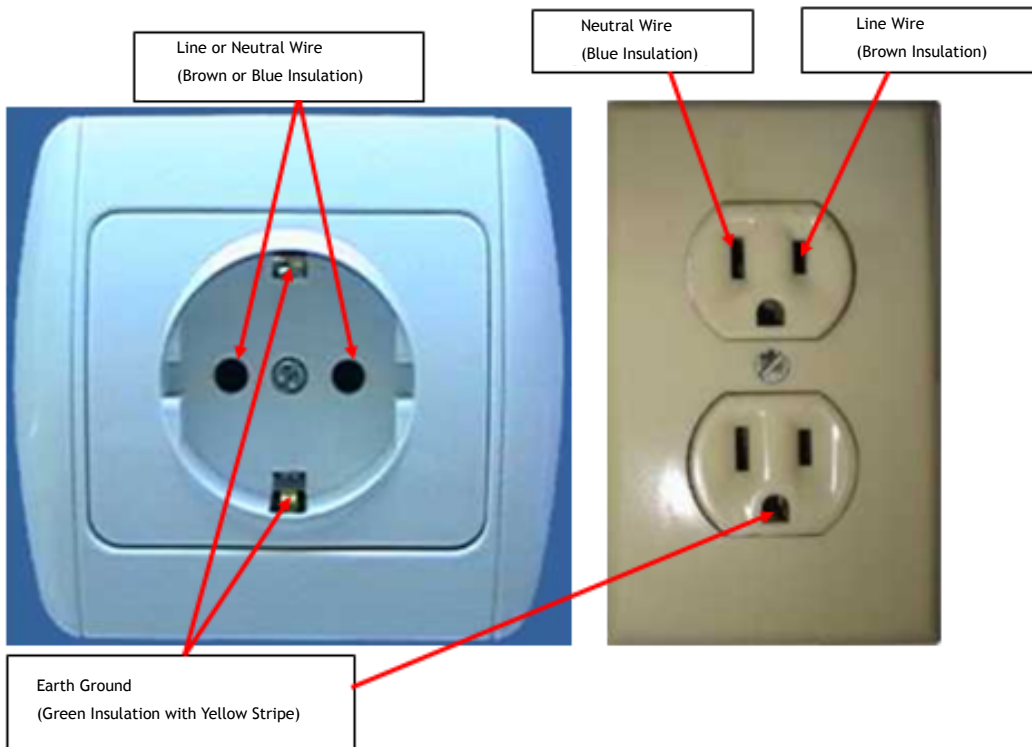 Line or Neutral Wire
(Brown or Blue Insulation)
Neutral Wire
(Blue Insulation)
Line Wire
(Brown Insulation)
Earth Ground
(Green Insulation with Yellow Stripe)